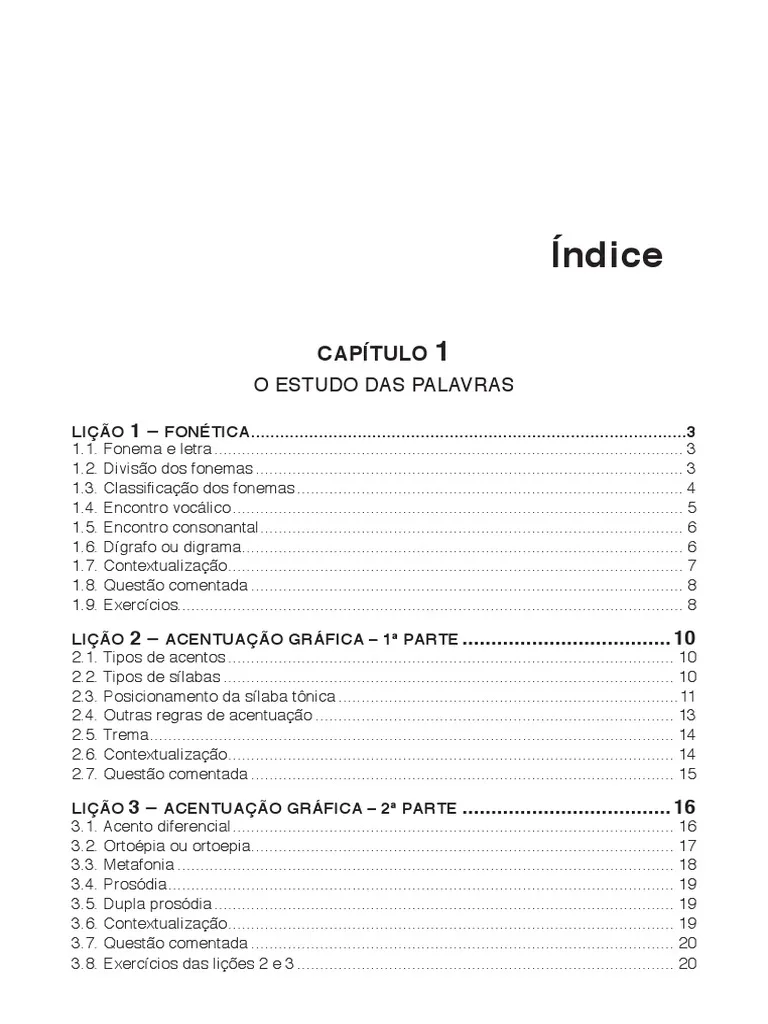 Índice
CAPÍTULO 1
O ESTUDO DAS PALAVRAS
LIÇÃO 1 – FONÉTICA..........................................................................................3
1.1. Fonema e letra..................................................................................................... 3
1.2. Divisão dos fonemas............................................................................................ 3
1.3. Classificação dos fonemas................................................................................... 4
1.4. Encontro vocálico................................................................................................. 5
1.5. Encontro consonantal........................................................................................... 6
1.6. Dígrafo ou digrama............................................................................................... 6
1.7. Contextualização.................................................................................................. 7
1.8. Questão comentada............................................................................................. 8
1.9. Exercícios............................................................................................................. 8
LIÇÃO 2 – ACENTUAÇÃO GRÁFICA – 1ª PARTE ................................... 10
2.1. Tipos de acentos................................................................................................ 10
2.2. Tipos de sílabas................................................................................................. 10
2.3. Posicionamento da sílaba tônica......................................................................... 11
2.4. Outras regras de acentuação............................................................................. 13
2.5. Trema................................................................................................................. 14
2.6. Contextualização................................................................................................ 14
2.7. Questão comentada........................................................................................... 15
LIÇÃO 3 – ACENTUAÇÃO GRÁFICA – 2ª PARTE ................................... 16
3.1. Acento diferencial............................................................................................... 16
3.2. Ortoépia ou ortoepia........................................................................................... 17
3.3. Metafonia........................................................................................................... 18
3.4. Prosódia............................................................................................................. 19
3.5. Dupla prosódia................................................................................................... 19
3.6. Contextualização................................................................................................ 19
3.7. Questão comentada........................................................................................... 20
3.8. Exercícios das lições 2 e 3................................................................................. 20